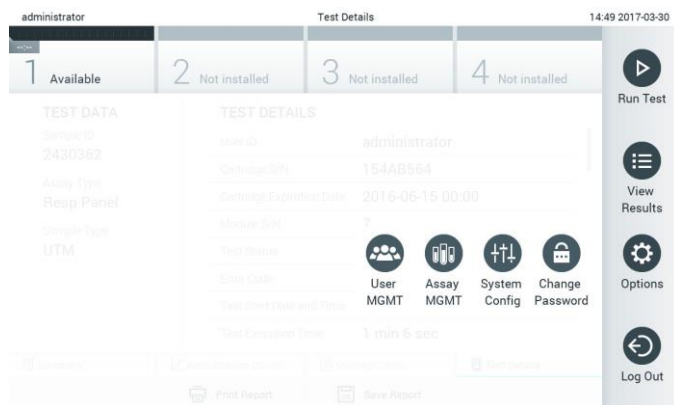 administrator
Test Details
14:49 2017-03-30
--:--
1 Available
2 Not installed
3 Not installed
4 Not installed
Run Test
View Results
Options
Log Out
User MGMT
Assay MGMT
System Config
Change Password
TEST DATA
Sample ID
2430362
Assay Type
Resp Panel
Sample Type
UTM
TEST DETAILS
User ID
administrator
Cartridge S/N
154AB564
Cartridge Expiration Date
2016-06-15 00:00
Module S/N
?
Test Status
Error Code
Test Start Date and Time
Test Execution Time
1 min 6 sec
Summary
Test Details
Print Report
Save Report